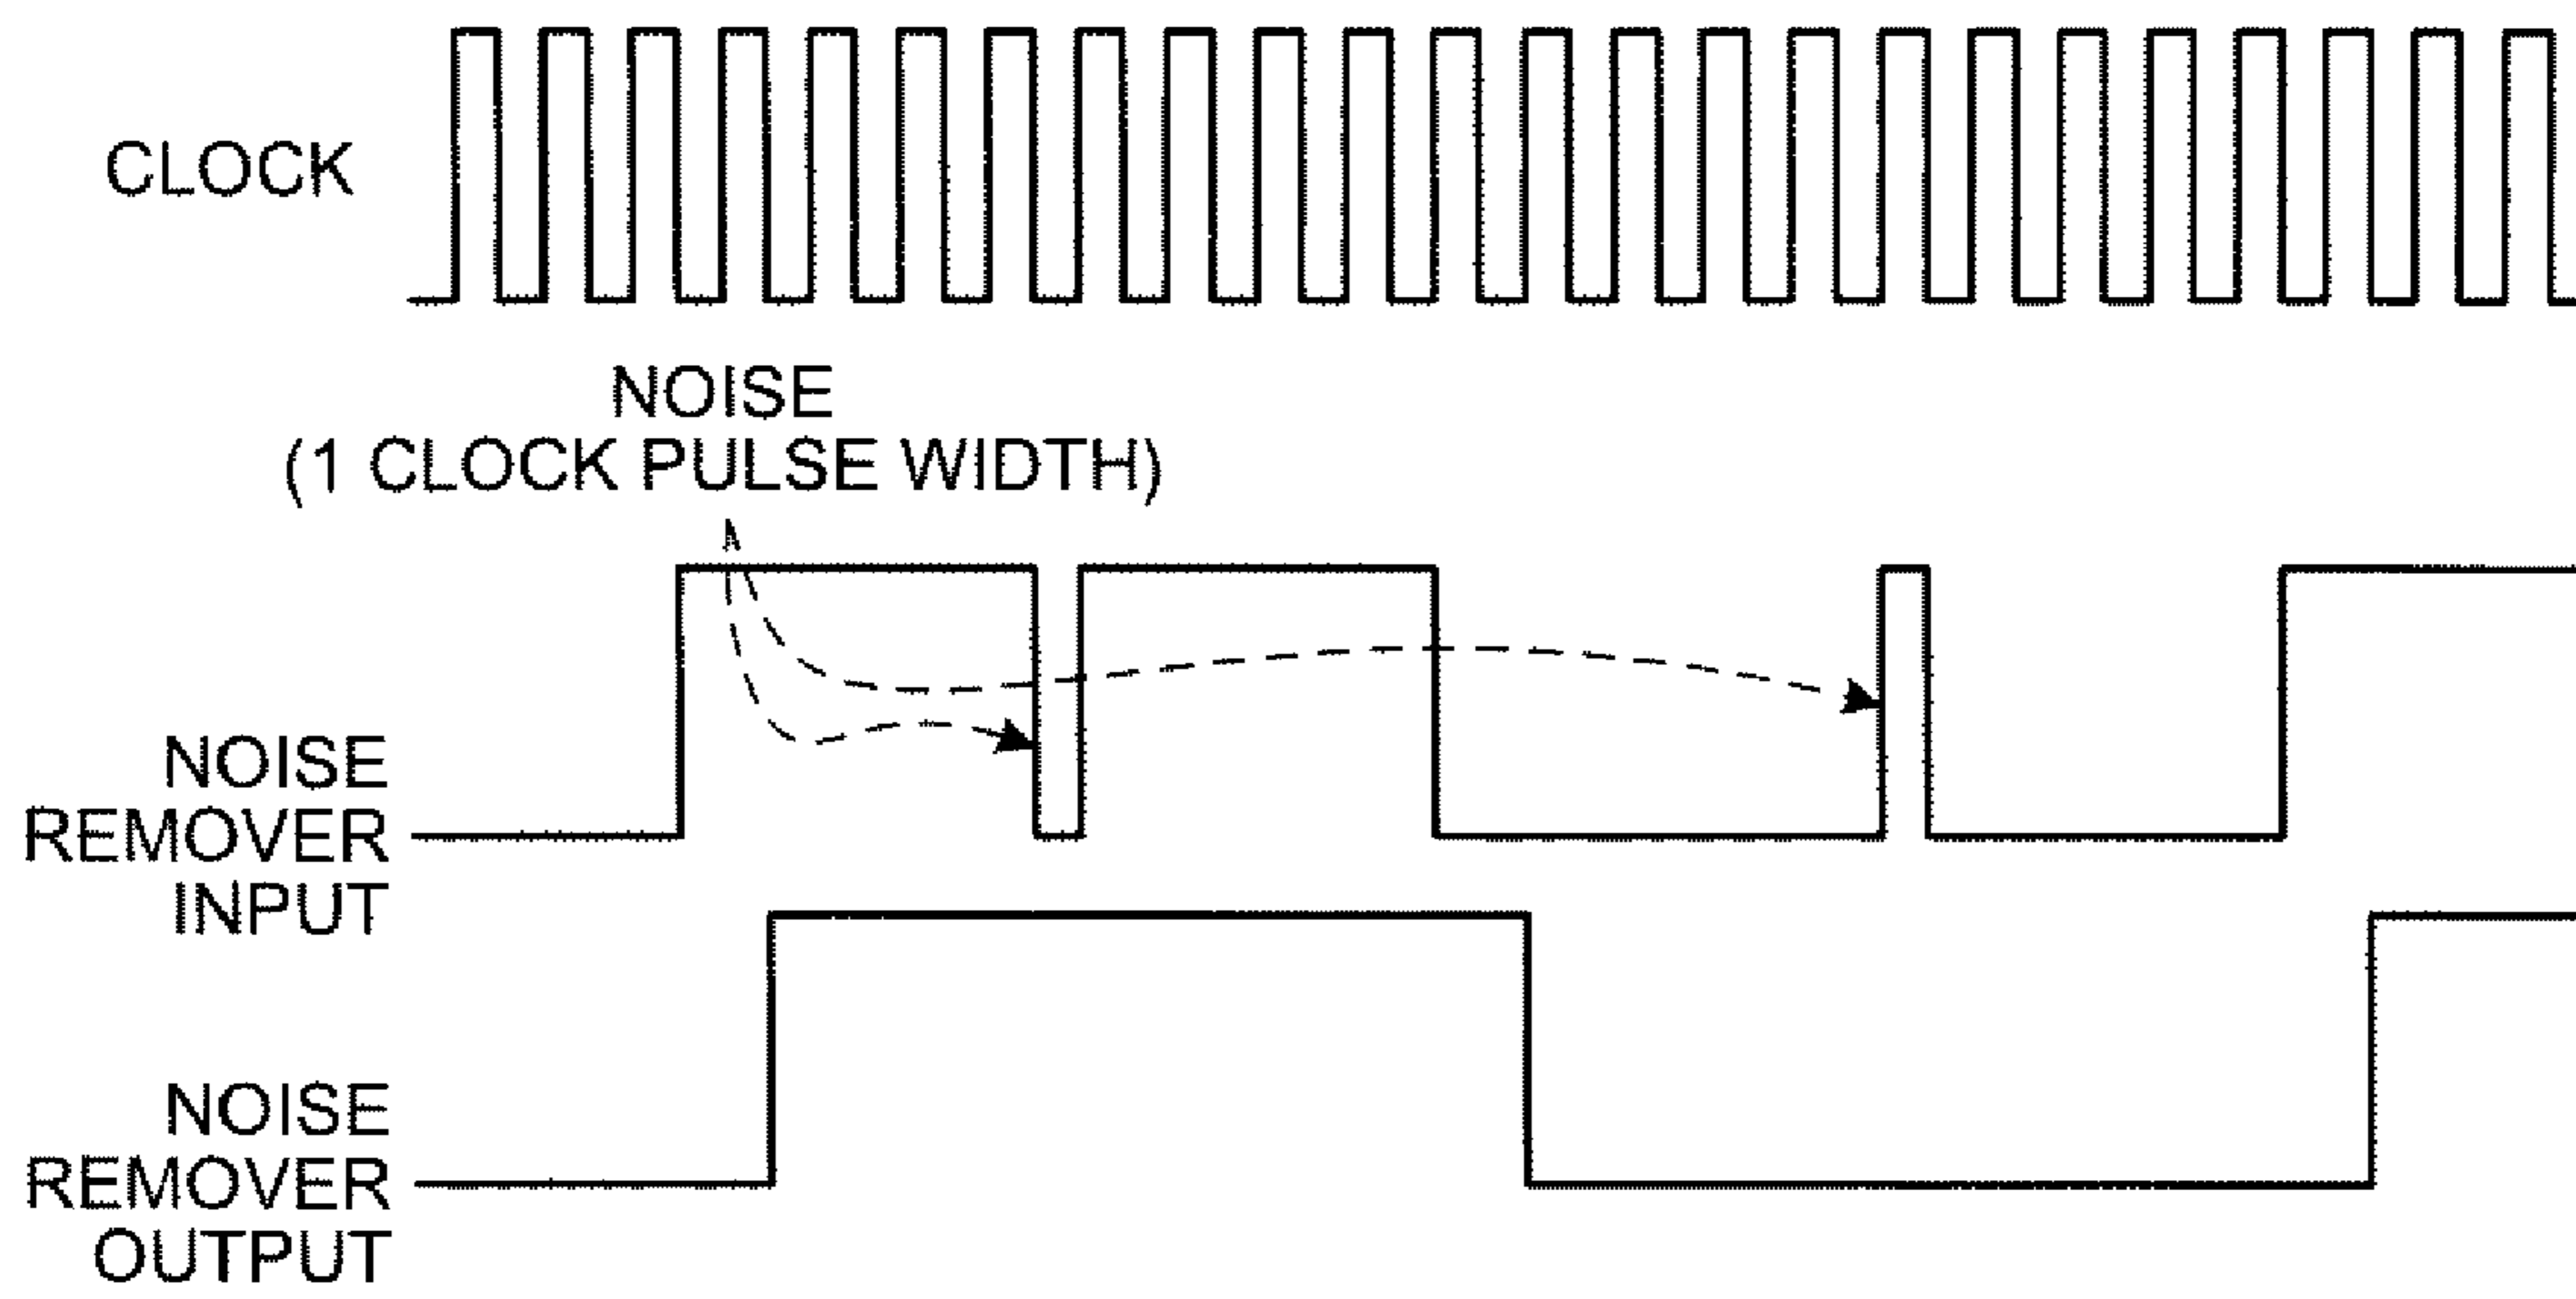 CLOCK
NOISE
(1 CLOCK PULSE WIDTH)
NOISE
REMOVER
INPUT
NOISE
REMOVER
OUTPUT